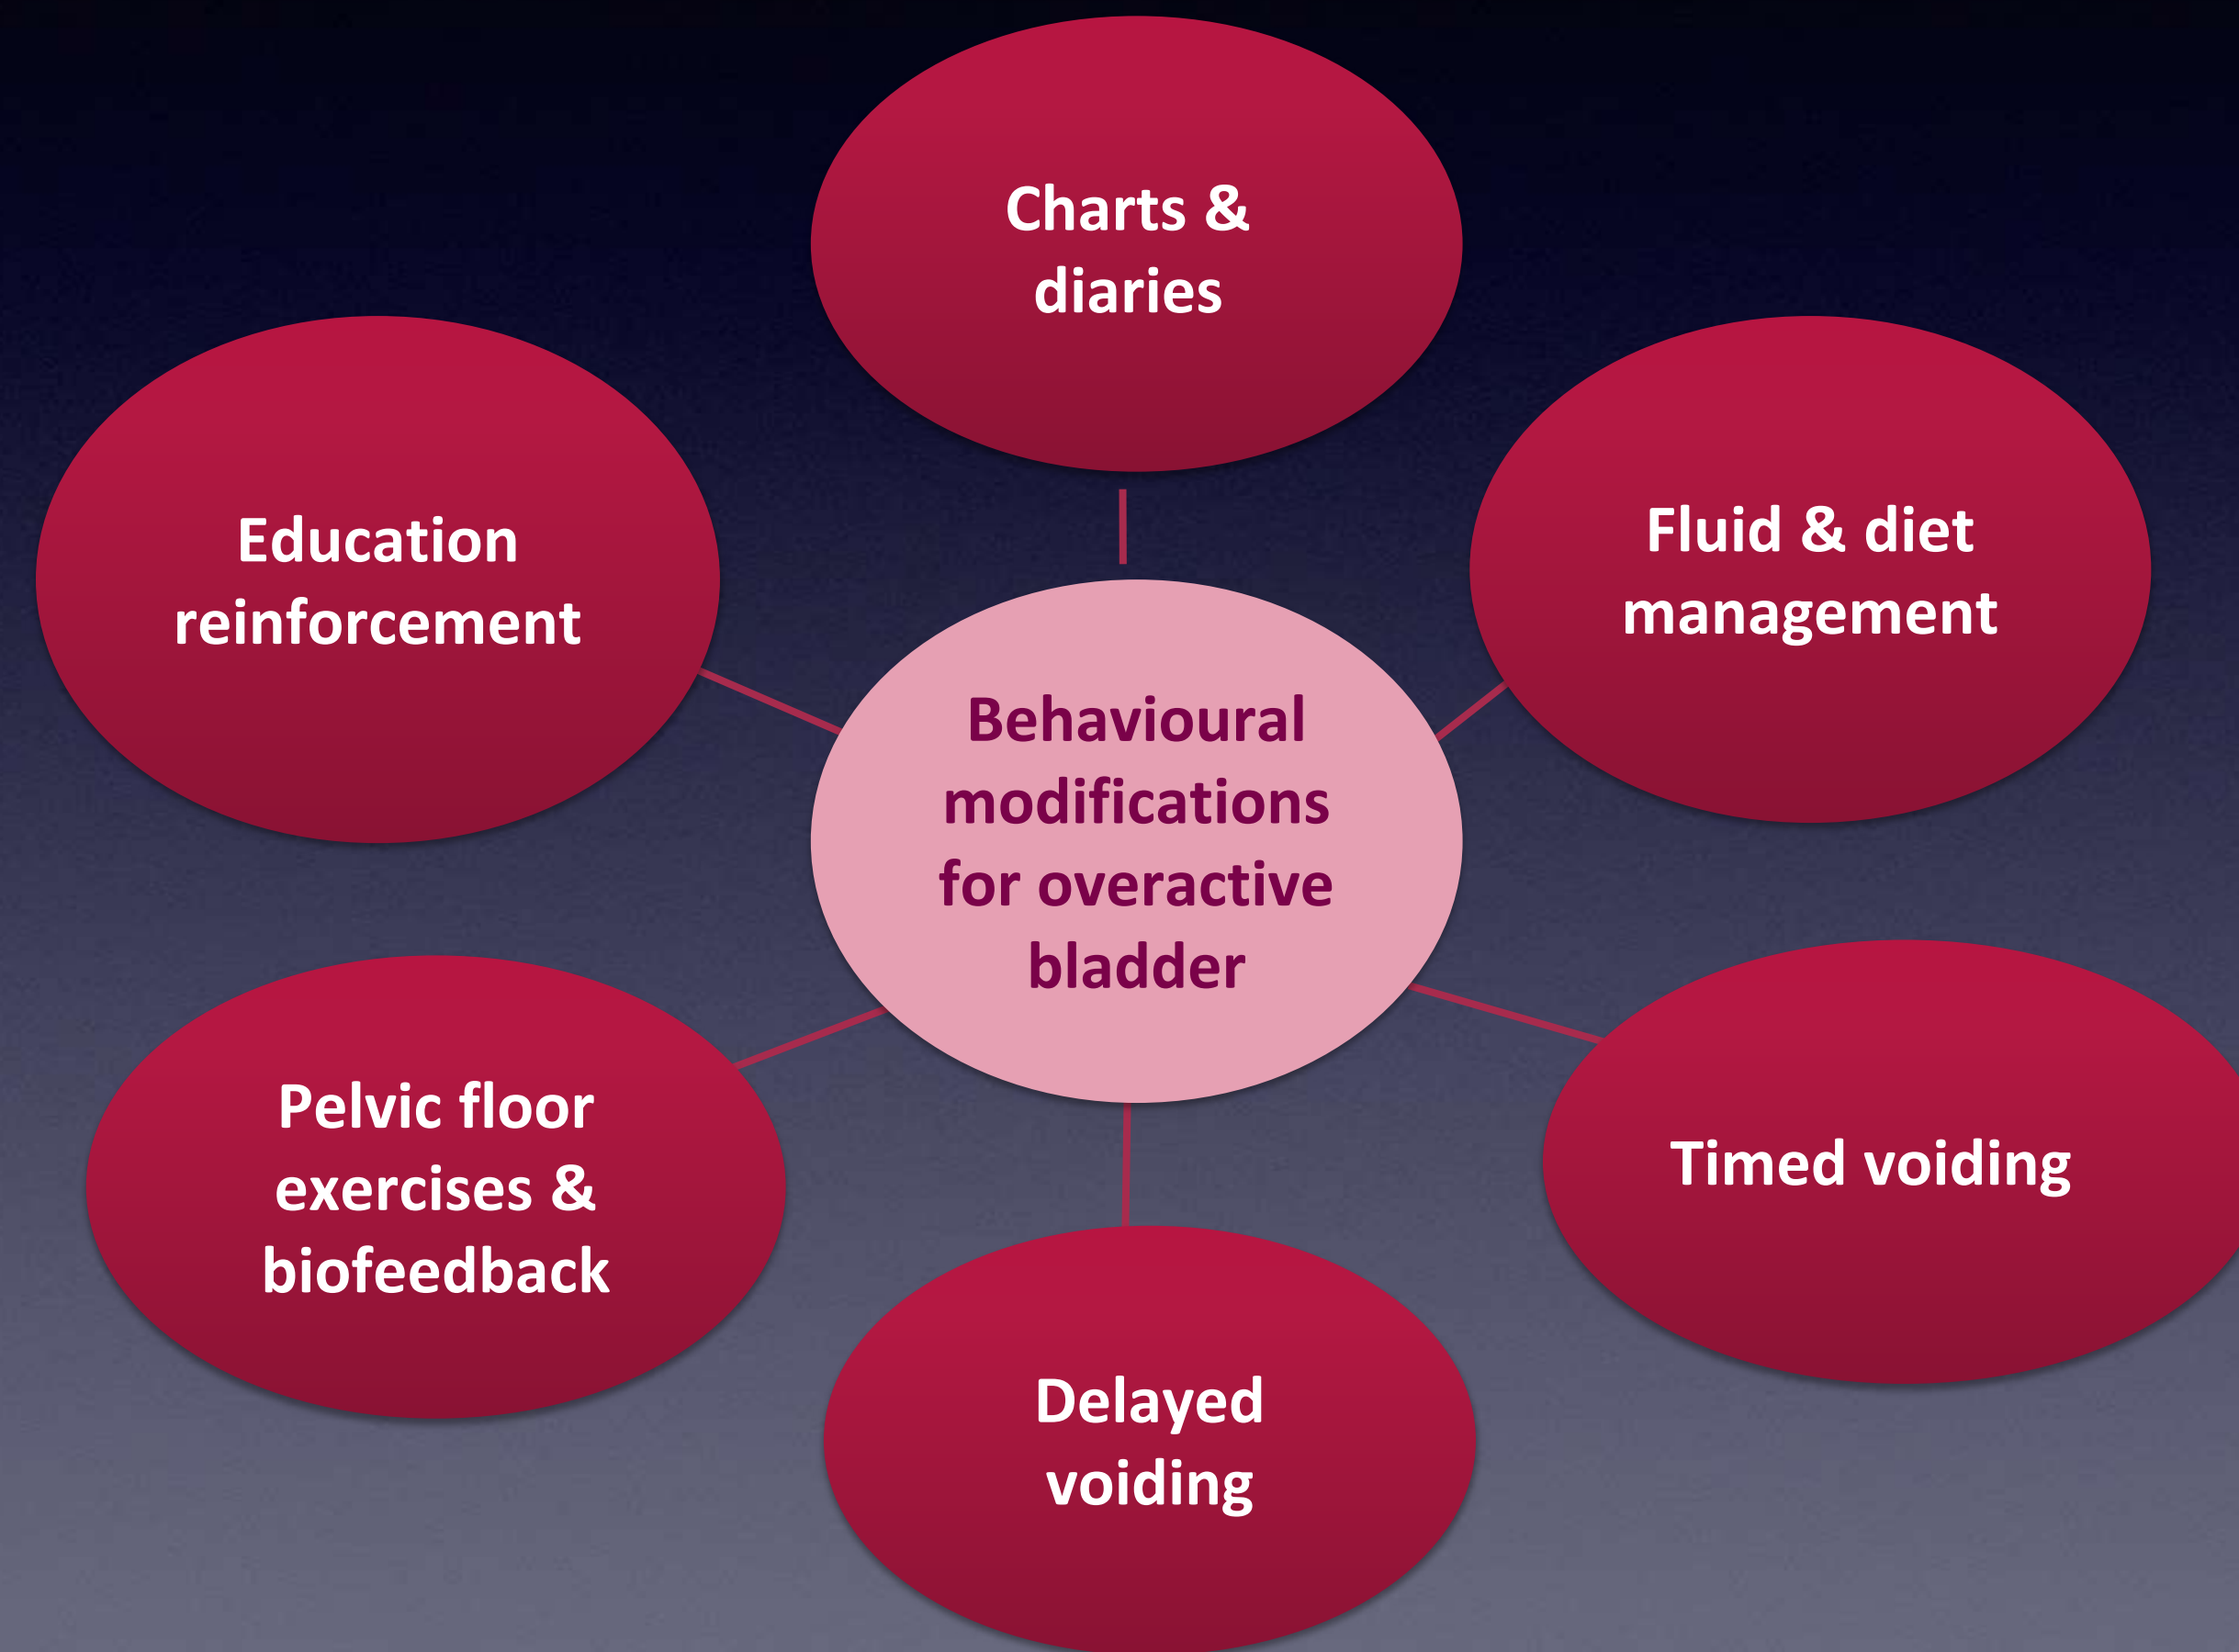 Charts &
diaries
Education
reinforcement
Fluid & diet
management
Behavioural
modifications
for overactive
bladder
Pelvic floor
exercises &
biofeedback
Timed voiding
Delayed
voiding